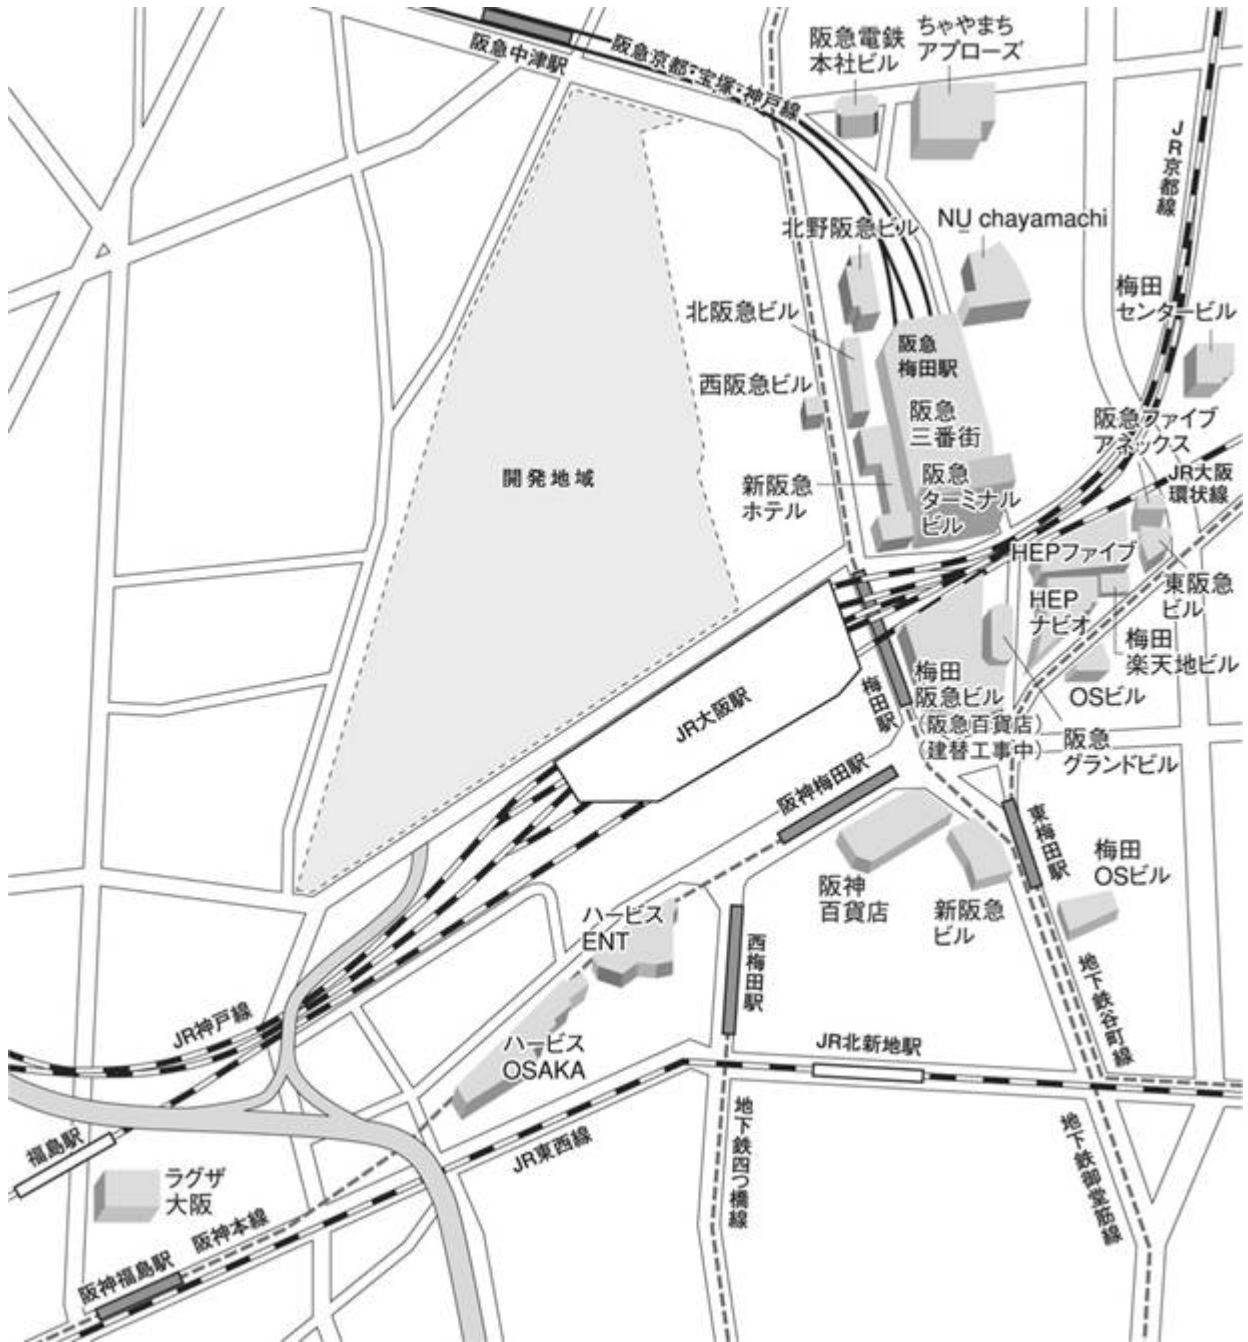 阪急中津駅
阪急京都・宝塚・神戸線
阪急電鉄
本社ビル
ちゃやまち
アプローズ
JR京都線
北野阪急ビル
NU chayamachi
梅田
センタービル
北阪急ビル
阪急
梅田駅
西阪急ビル
阪急
三番街
阪急ファイブ
アネックス
開発地域
新阪急
ホテル
阪急
ターミナル
ビル
JR大阪
環状線
HEPファイブ
HEP
ナビオ
東阪急
ビル
梅田
楽天地ビル
OSビル
梅田駅
梅田
阪急ビル
(阪急百貨店)
(建替工事中)
阪急
グランドビル
JR大阪駅
阪神梅田駅
東梅田駅
阪神
百貨店
新阪急
ビル
梅田
OSビル
ハービス
ENT
西梅田駅
地下鉄谷町線
JR神戸線
ハービス
OSAKA
JR北新地駅
福島駅
JR東西線
地下鉄四つ橋線
地下鉄御堂筋線
ラグザ
大阪
阪神本線
阪神福島駅